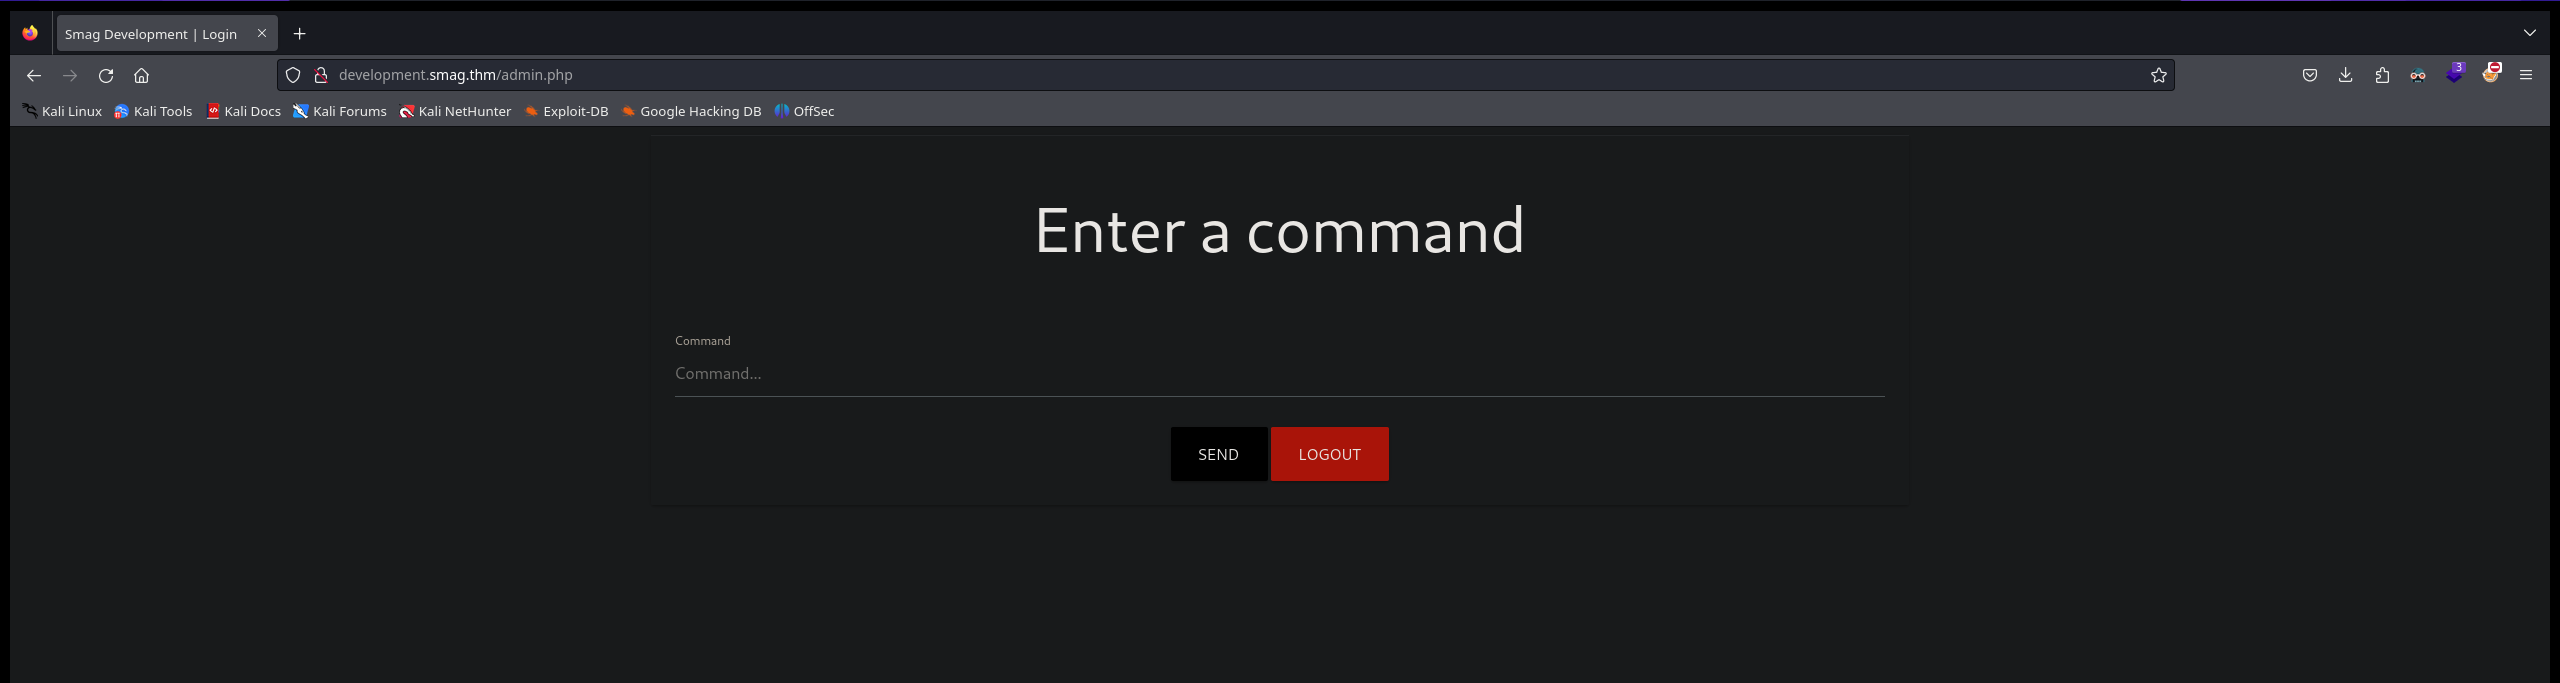 Smag Development | Login
development.smag.thm/admin.php
3
Kali Linux Kali Tools Kali Docs Kali Forums Kali NetHunter Exploit-DB Google Hacking DB OffSec
Enter a command
Command
Command...
SEND LOGOUT